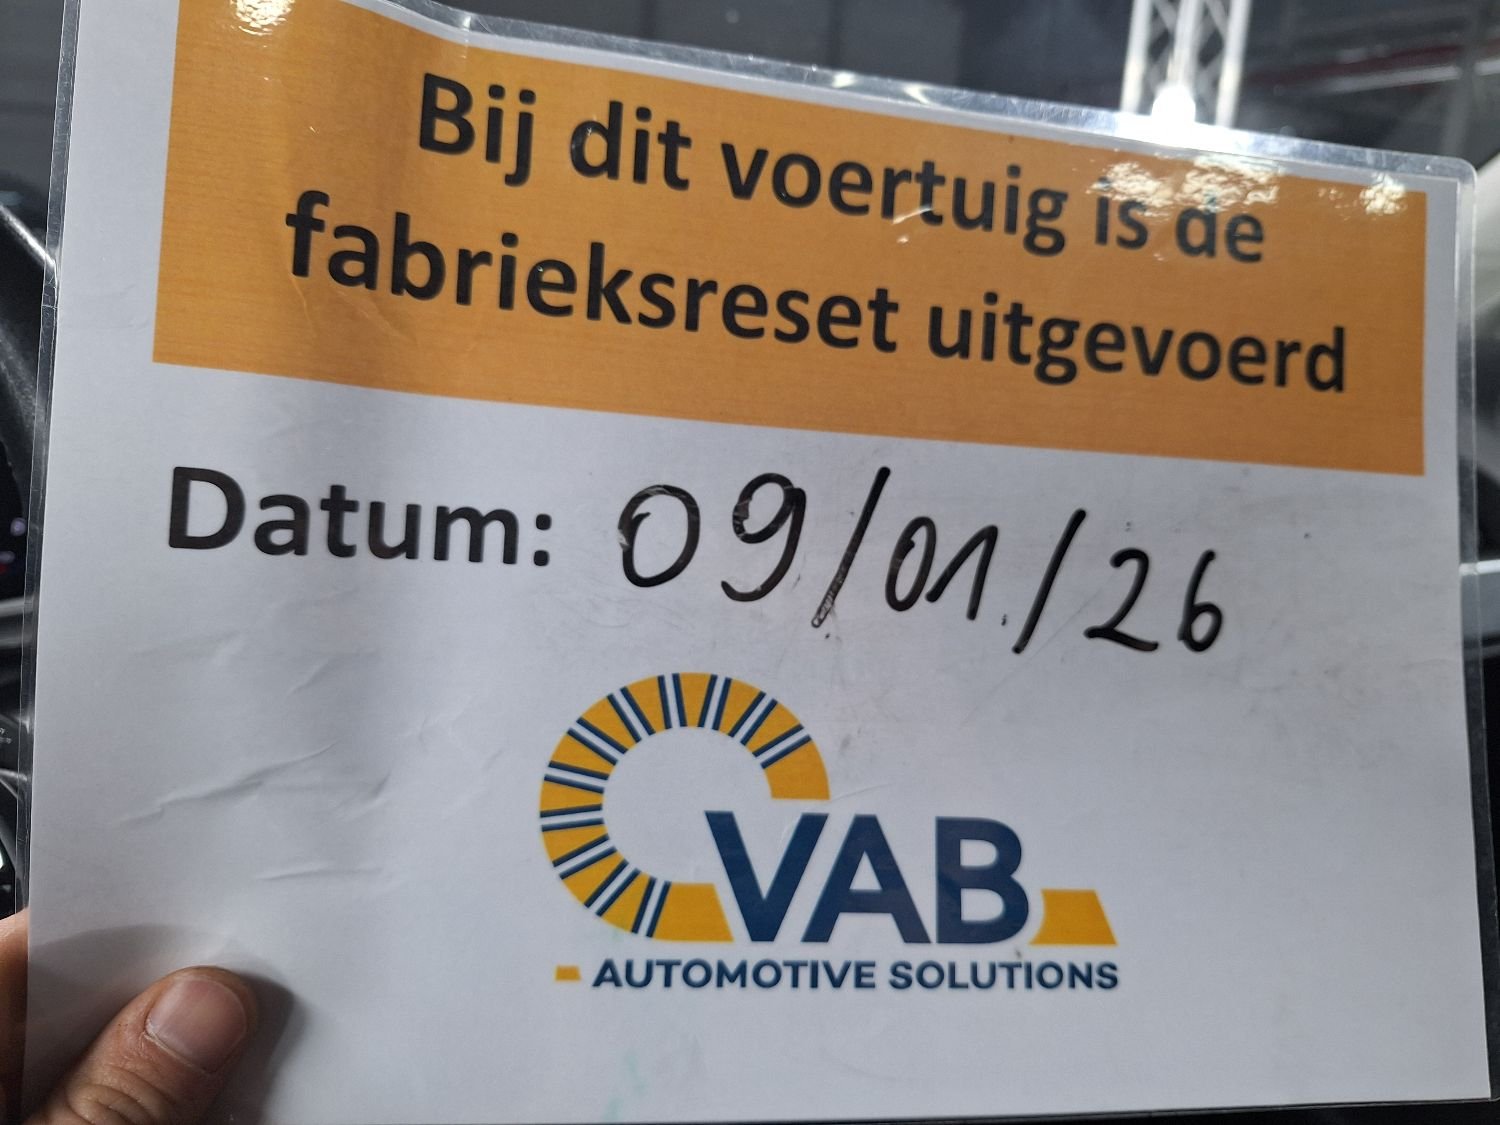 Bij dit voertuig is de
fabrieksreset uitgevoerd
Datum: 09/01/26
VAB
AUTOMOTIVE SOLUTIONS